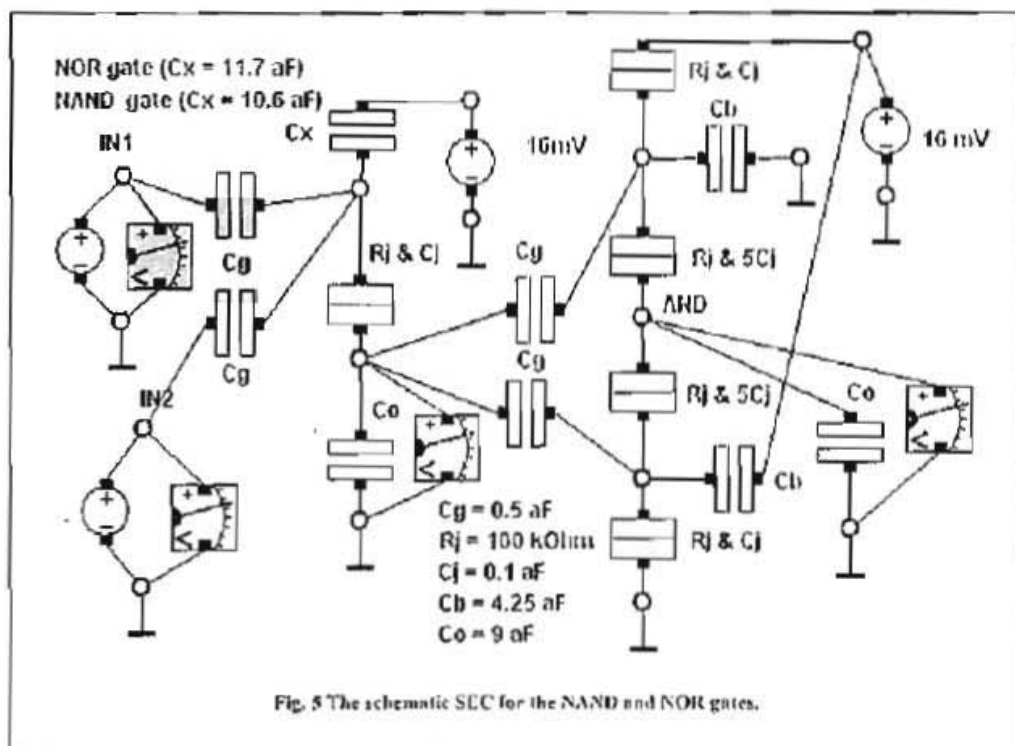 NOR gate (Cx = 11.7 aF)
NAND gate (Cx = 10.6 aF)
IN1
Cg
Cg
IN2
Cx
16mV
Rj & Cj
Co
Cg
Cg
Cg = 0.5 aF
Rj = 100 kOhm
Cj = 0.1 aF
Cb = 4.25 aF
Co = 9 aF
Rj & Cj
Cb
16 mV
Rj & 5Cj
AND
Rj & 5Cj
Co
Cb
Rj & Cj
Fig. 5 The schematic SEC for the NAND and NOR gates.